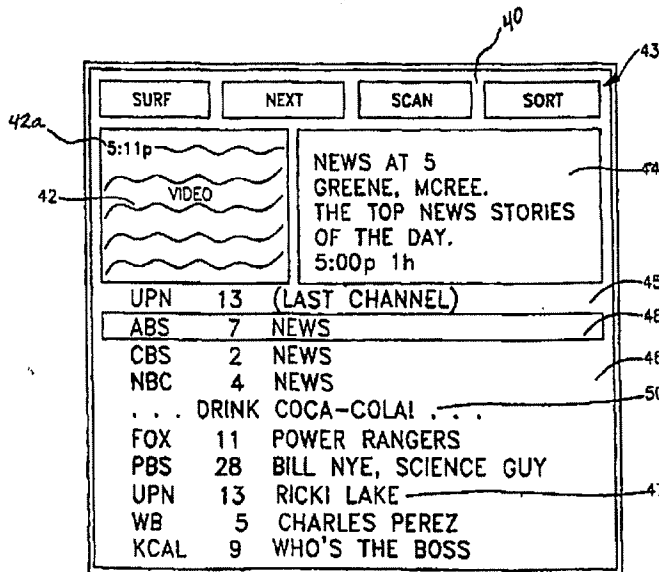 40
43
SURF NEXT SCAN SORT
42a
5:11p
42
VIDEO
NEWS AT 5
GREENE, MCREE.
THE TOP NEWS STORIES
OF THE DAY.
5:00p 1h
44
UPN 13 (LAST CHANNEL)
45
ABS 7 NEWS
48
CBS 2 NEWS
NBC 4 NEWS
46
. . . DRINK COCA-COLA! . . .
50
FOX 11 POWER RANGERS
PBS 28 BILL NYE, SCIENCE GUY
UPN 13 RICKI LAKE
WB 5 CHARLES PEREZ
KCAL 9 WHO'S THE BOSS